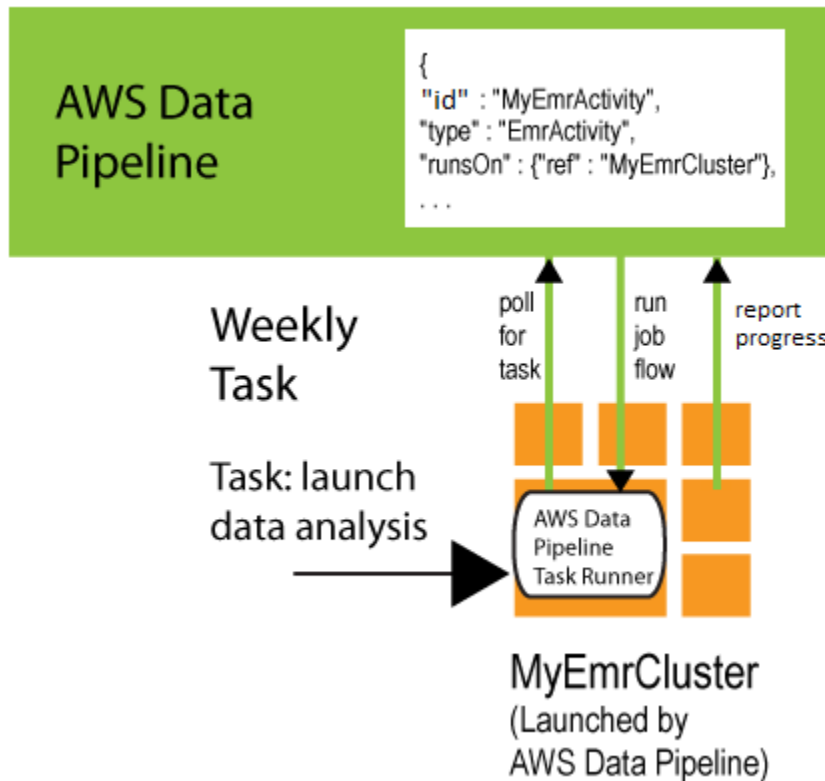 AWS Data
Pipeline
{
"id" : "MyEmrActivity",
"type" : "EmrActivity",
"runsOn" : {"ref" : "MyEmrCluster"},
. . .
Weekly
Task
poll
for
task
run
job
flow
report
progress
Task: launch
data analysis
AWS Data
Pipeline
Task Runner
MyEmrCluster
(Launched by
AWS Data Pipeline)